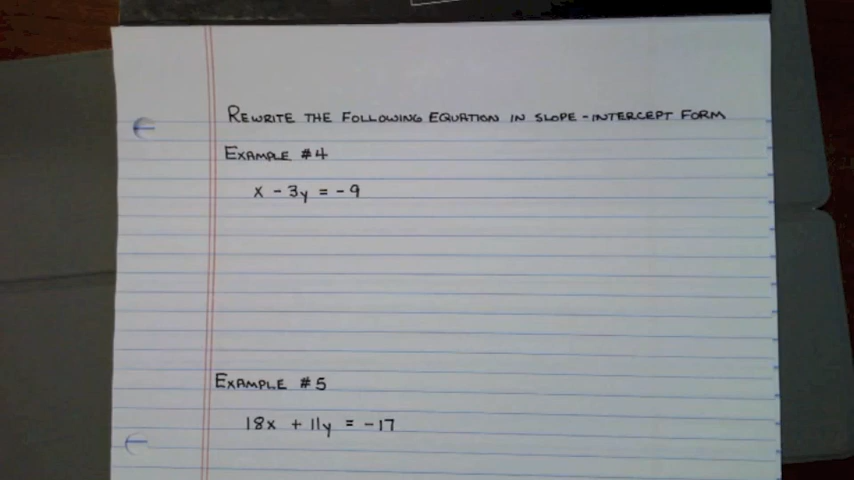 REWRITE THE FOLLOWING EQUATION IN SLOPE-INTERCEPT FORM
EXAMPLE #4
x - 3y = -9
EXAMPLE #5
18x + 11y = -17